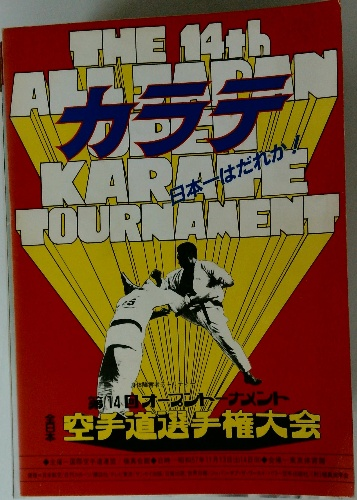 THE 14th
ALL JAPAN
OPEN
カラテ
KARATE
日本一はだれか!
TOURNAMENT
第14回オープントーナメント
全日本
空手道選手権大会